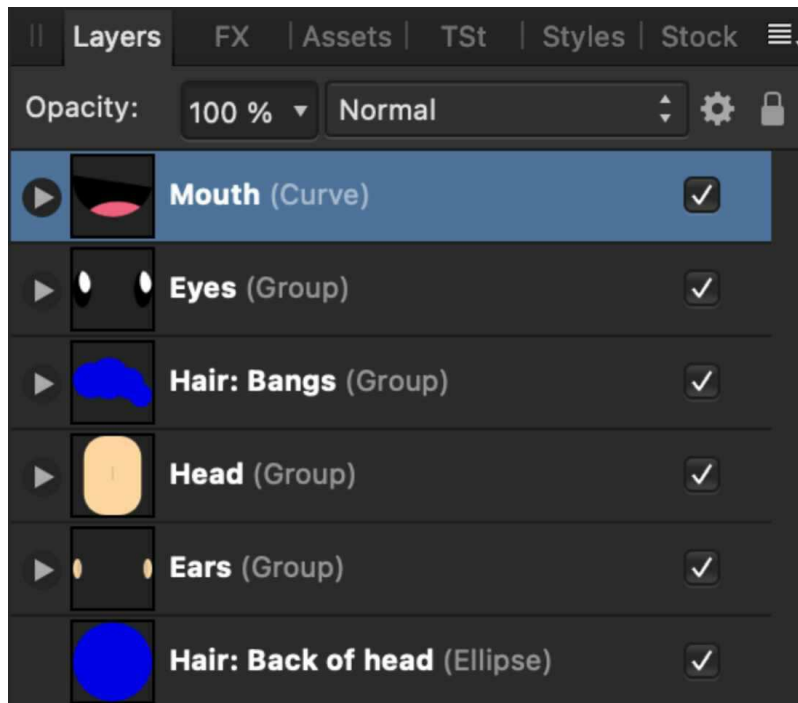 Layers FX Assets TSt Styles Stock
Opacity: 100 % Normal
Mouth (Curve)
Eyes (Group)
Hair: Bangs (Group)
Head (Group)
Ears (Group)
Hair: Back of head (Ellipse)